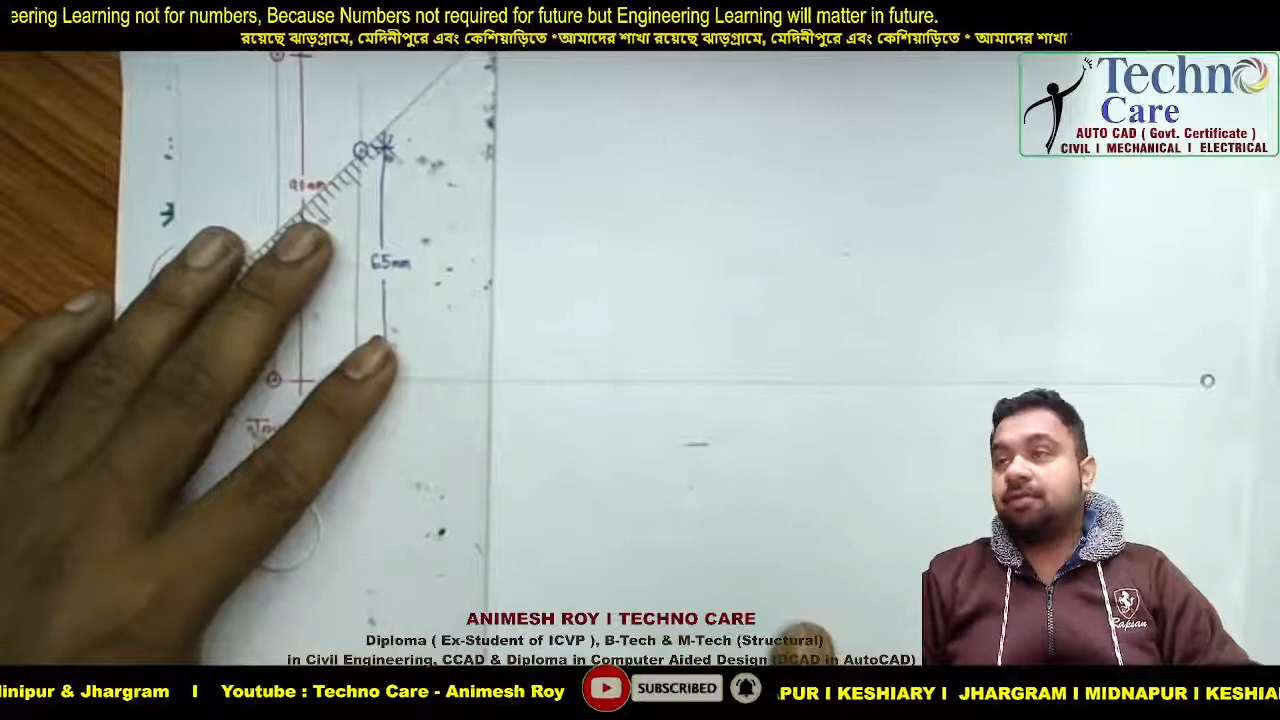 eering Learning not for numbers, Because Numbers not required for future but Engineering Learning will matter in future.
রয়েছে ঝাড়গ্রামে, মেদিনীপুরে এবং কেশিয়াড়িতে *আমাদের শাখা রয়েছে ঝাড়গ্রামে, মেদিনীপুরে এবং কেশিয়াড়িতে * আমাদের শাখা
Techno
Care
AUTO CAD ( Govt. Certificate )
CIVIL I MECHANICAL I ELECTRICAL
65mm
Rapsan
ANIMESH ROY I TECHNO CARE
Diploma ( Ex-Student of ICVP ), B-Tech & M-Tech (Structural)
in Civil Engineering, CCAD & Diploma in Computer Aided Design (DCAD in AutoCAD)
inipur & Jhargram I Youtube : Techno Care - Animesh Roy
SUBSCRIBED
PUR I KESHIARY I JHARGRAM I MIDNAPUR I KESHIA